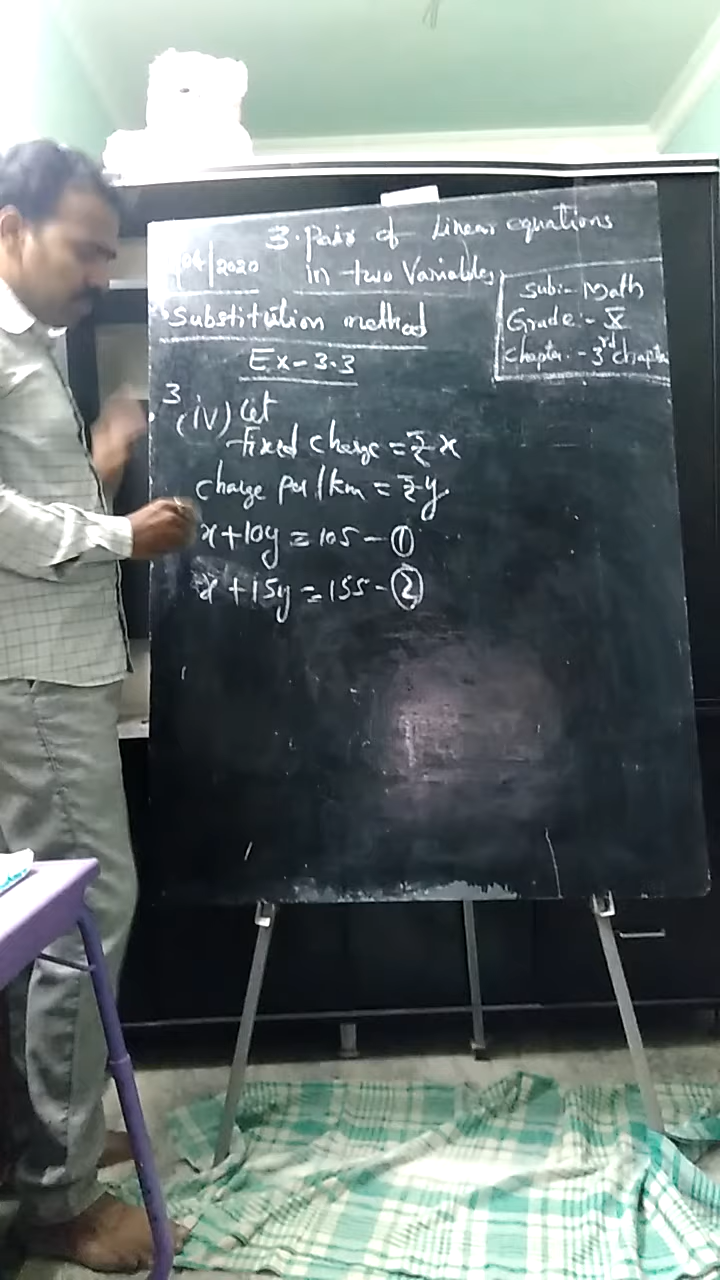 3. Pair of Linear equations
04/2020 in two Variables
Sub:- Math
Grade:- X
Chapter:- 3rd chapter
Substitution method
Ex-3.3
3
(iv) Let
fixed charge = ₹ x
charge per 1km = ₹ y
x+10y = 105 - ①
x+15y = 155 - ②